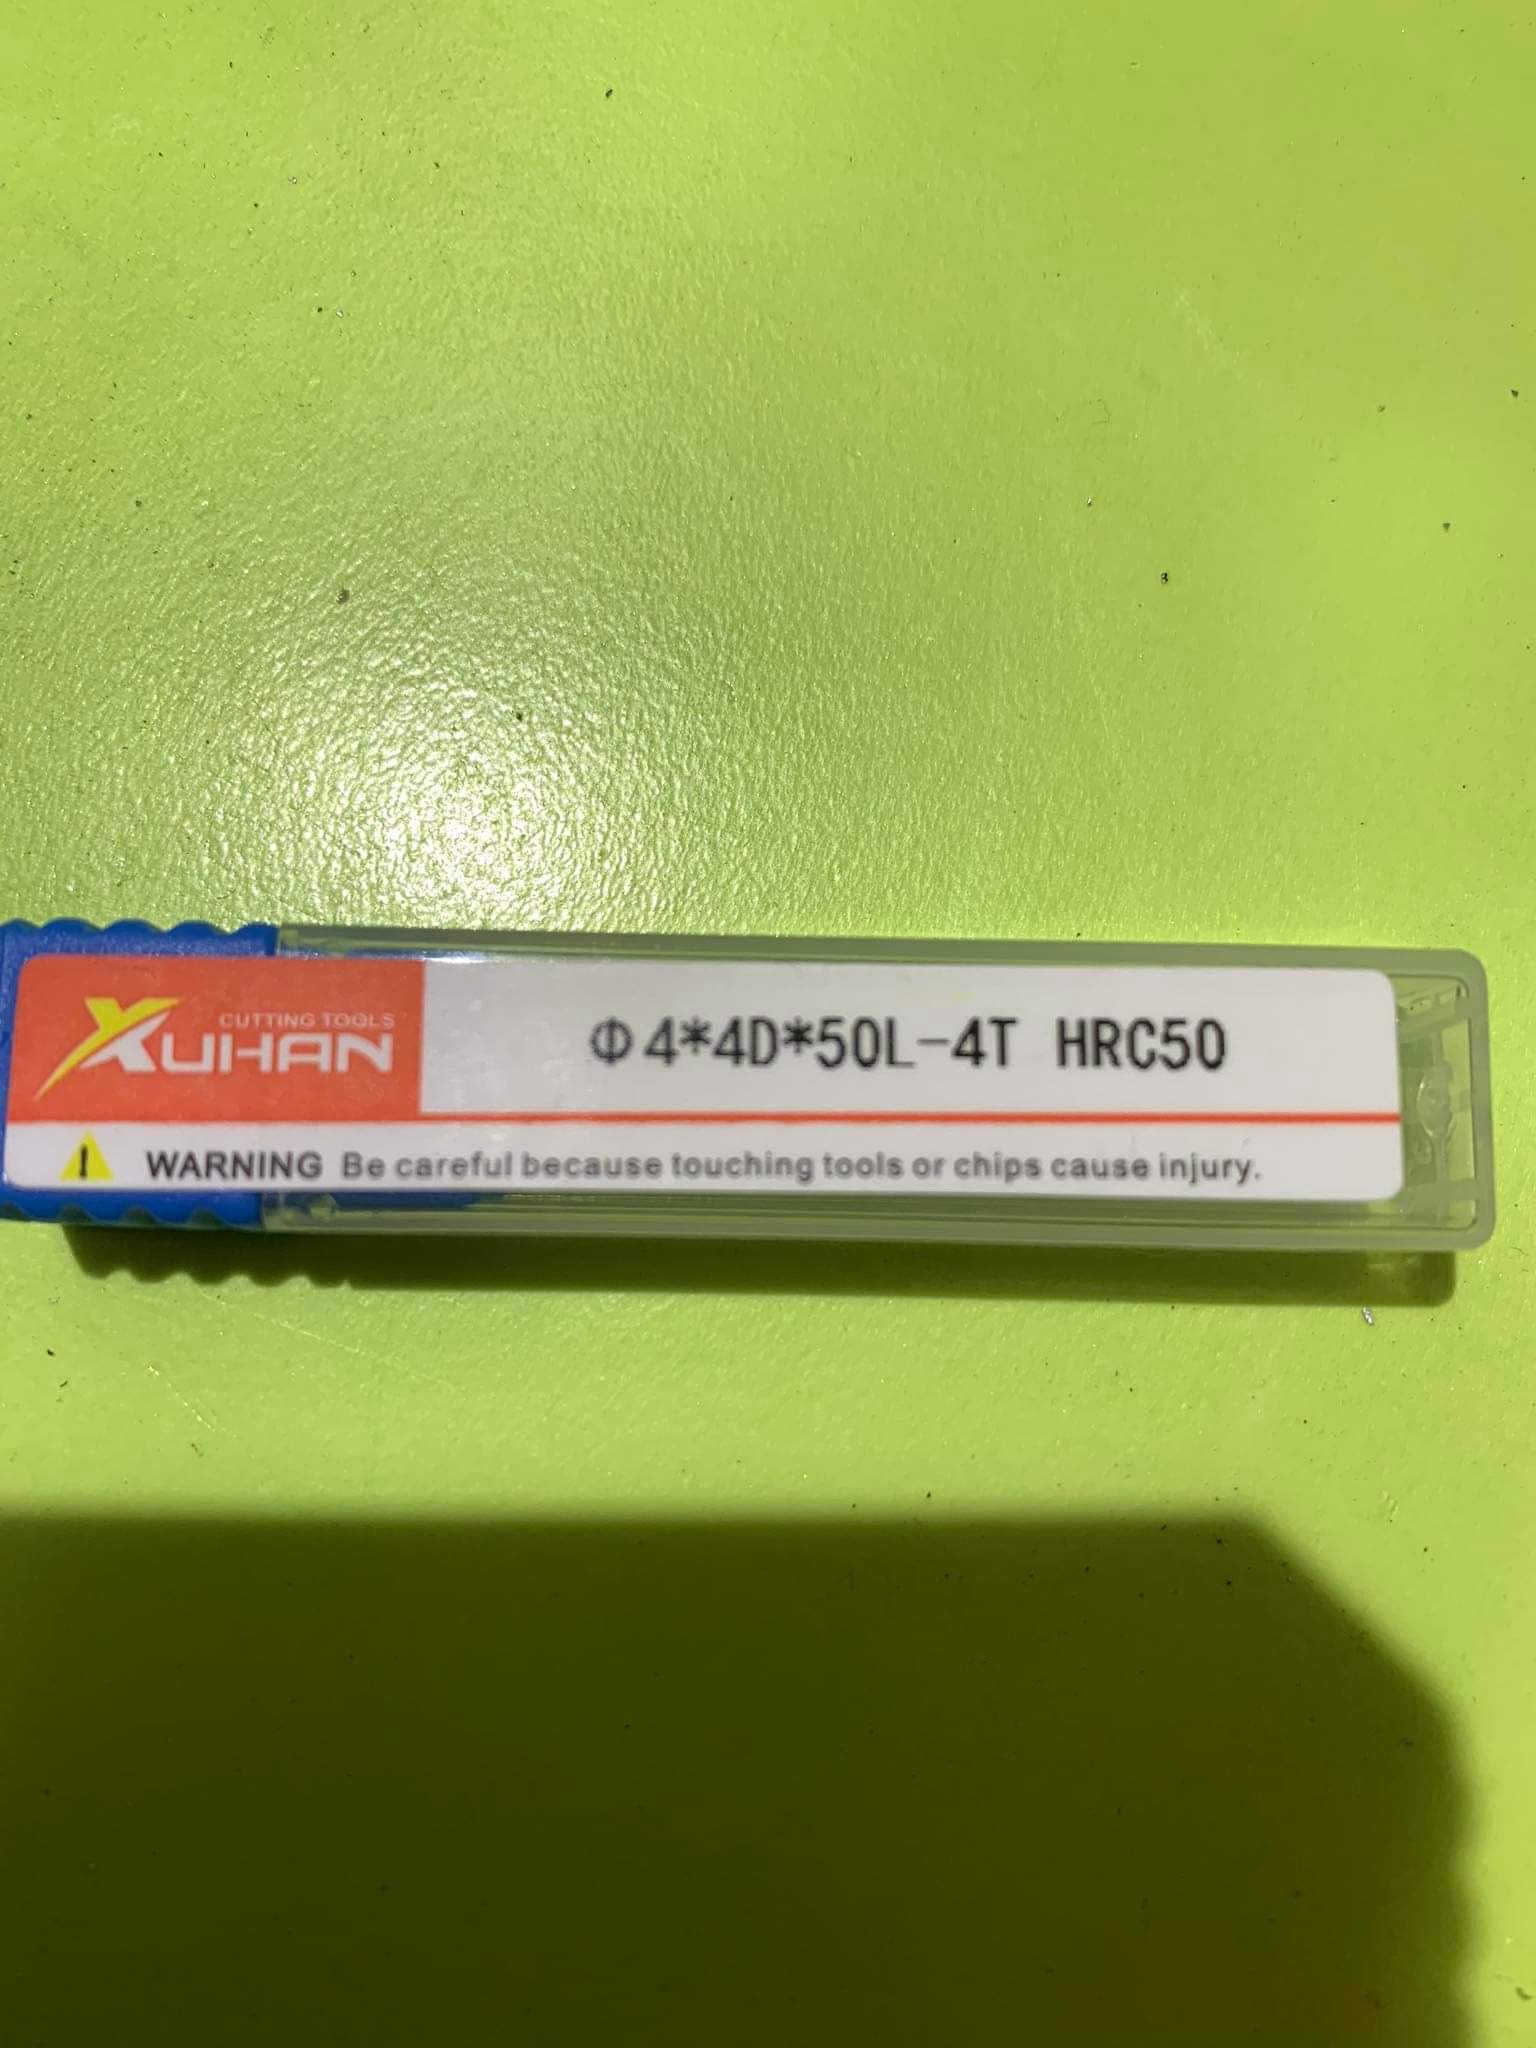 CUTTING TOOLS
XUHAN
Φ4*4D*50L-4T HRC50
WARNING Be careful because touching tools or chips cause injury.